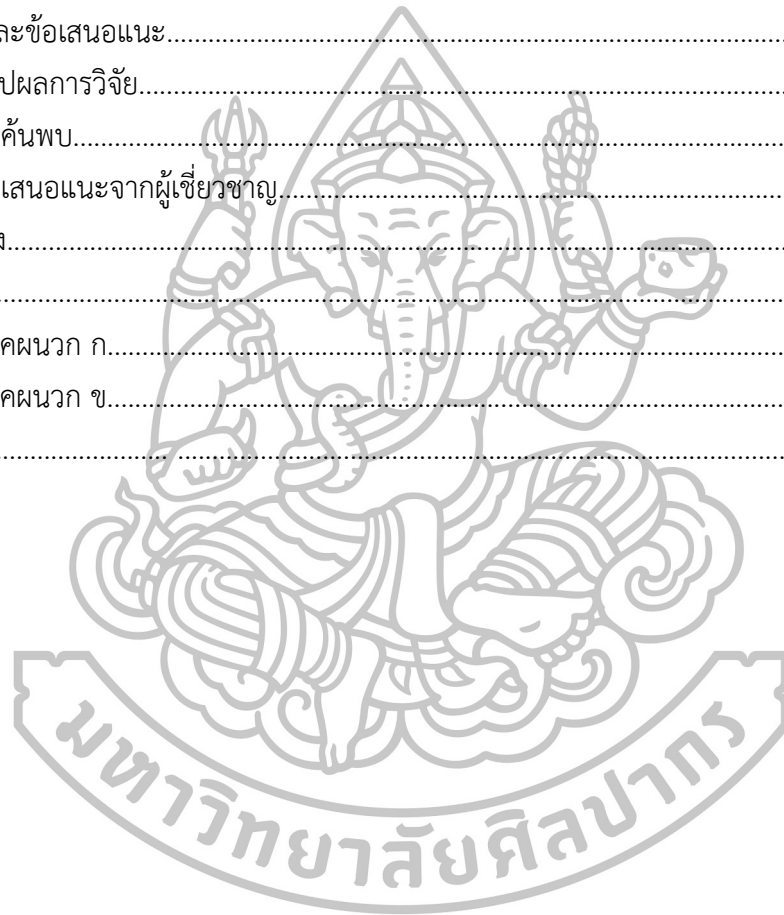 ละข้อเสนอแนะ................................................................................
ปผลการวิจัย................................................................................
ค้นพบ................................................................................
เสนอแนะจากผู้เชี่ยวชาญ................................................................................
................................................................................
................................................................................
คผนวก ก................................................................................
คผนวก ข................................................................................
................................................................................
มหาวิทยาลัยศิลปากร